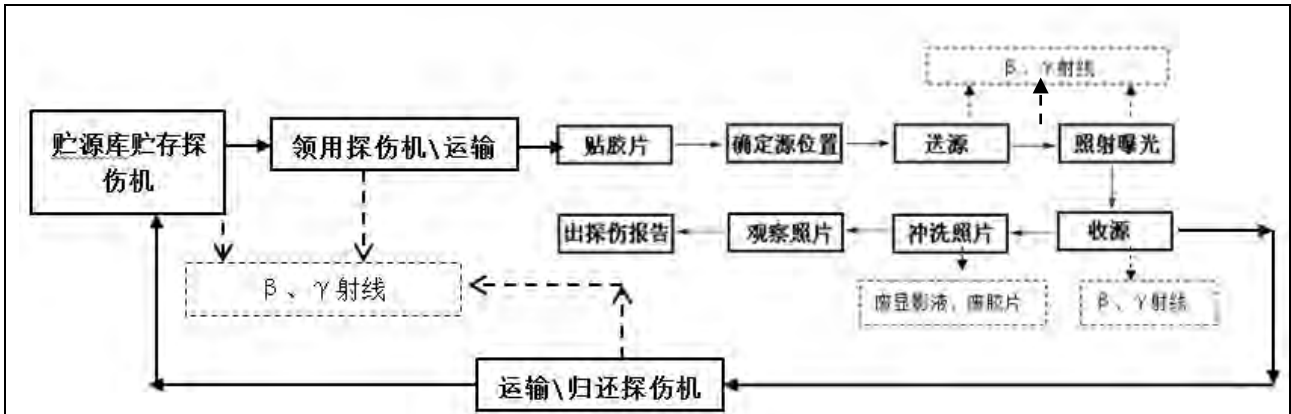 β、γ射线
贮源库贮存探
伤机
领用探伤机\运输
贴胶片
确定源位置
送源
照射曝光
出探伤报告
观察照片
冲洗照片
收源
β、γ射线
废显影液，废胶片
β、γ射线
运输\归还探伤机